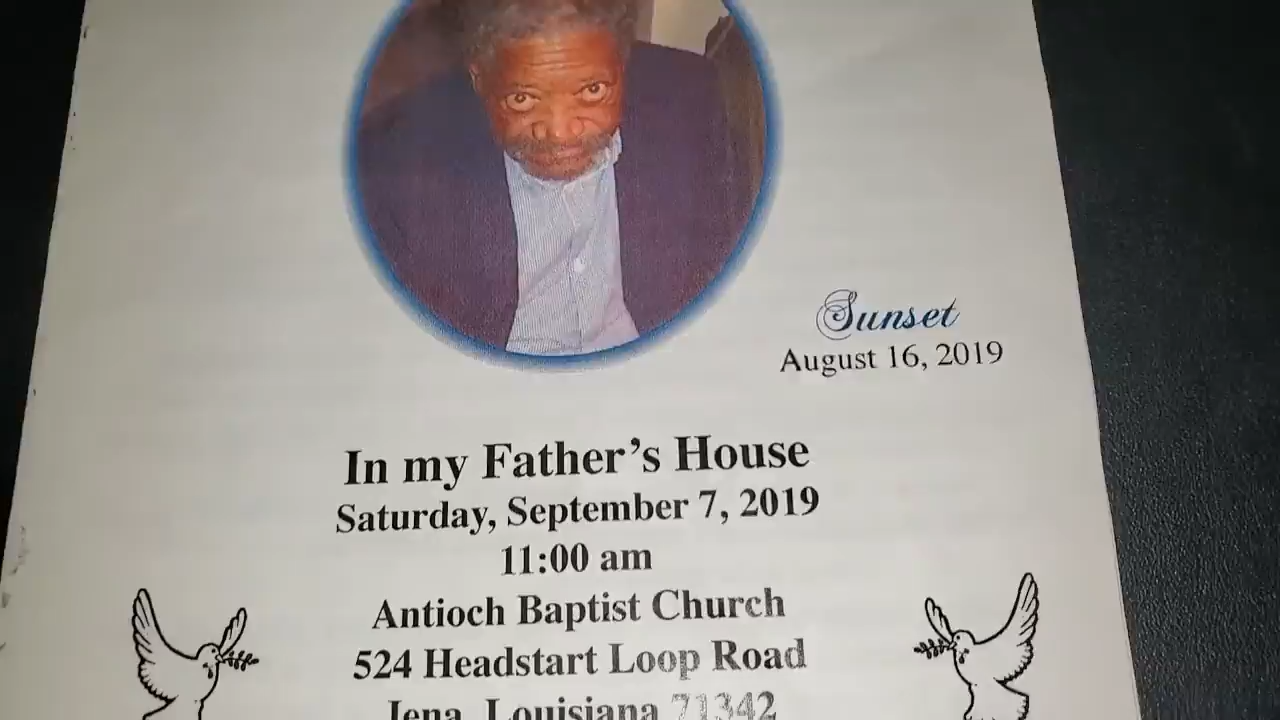 Sunset
August 16, 2019
In my Father's House
Saturday, September 7, 2019
11:00 am
Antioch Baptist Church
524 Headstart Loop Road
Jena, Louisiana 71342